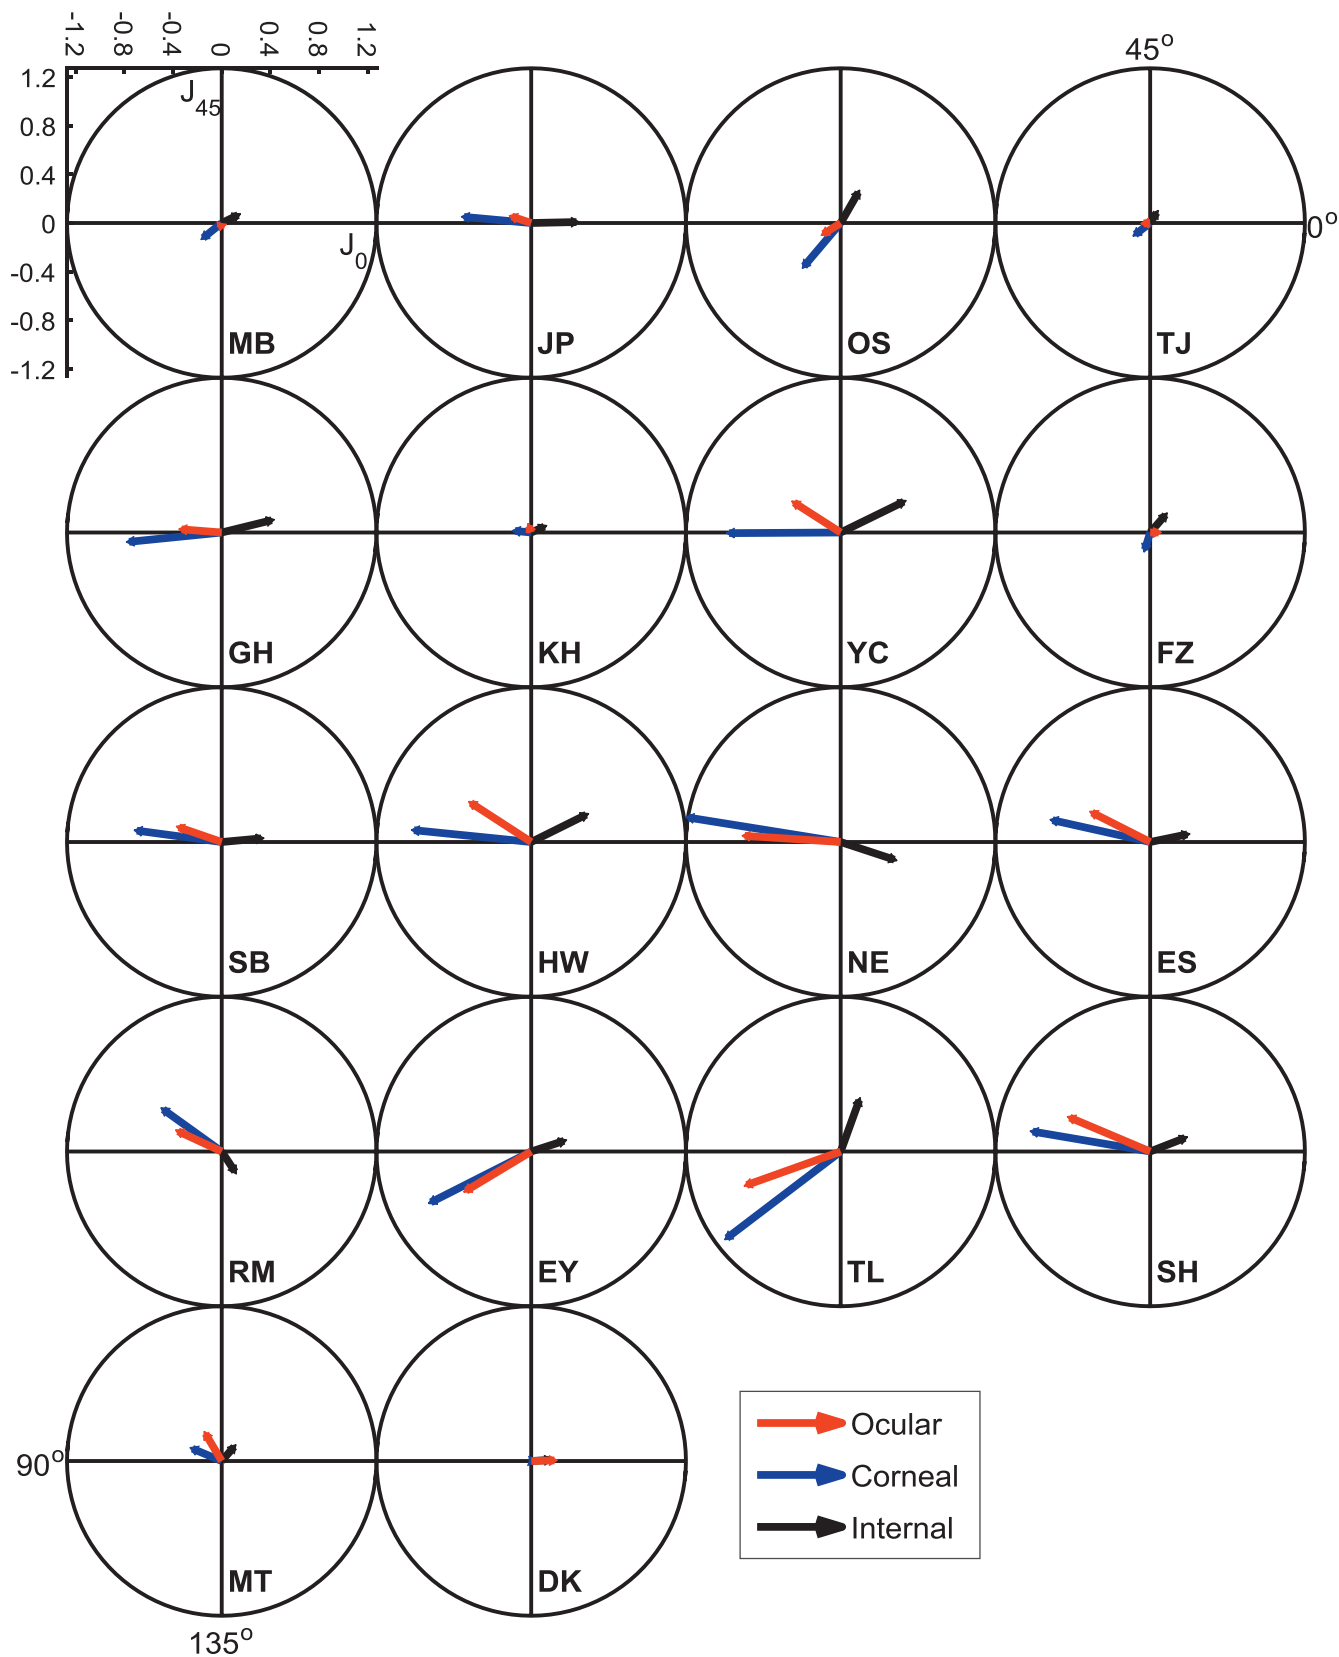 -1.2 -0.8 -0.4 0 0.4 0.8 1.2
45°
1.2
0.8
0.4
0
-0.4
-0.8
-1.2
J45
J0
0°
MB JP OS TJ
GH KH YC FZ
SB HW NE ES
RM EY TL SH
90°
MT DK
135°
Ocular
Corneal
Internal